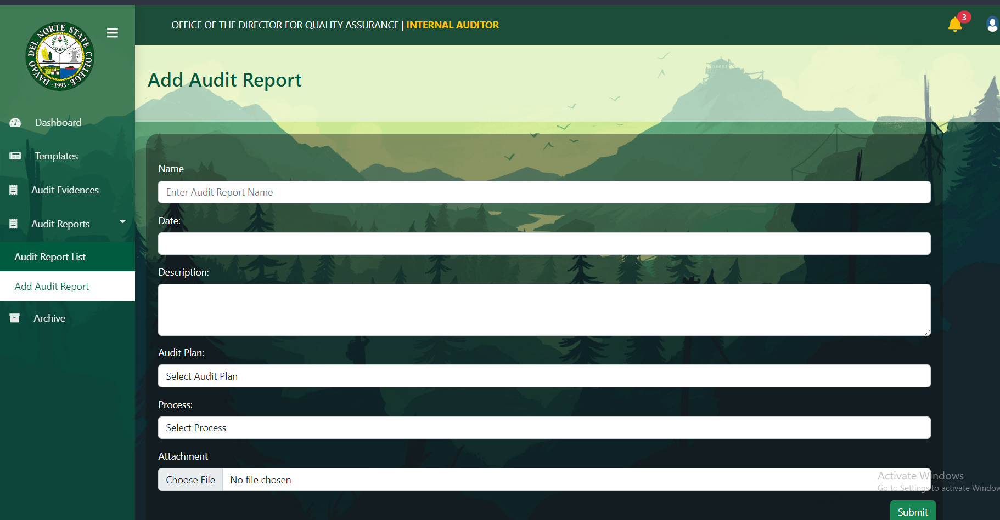 DAVAO DEL NORTE STATE COLLEGE
· 1995 ·
OFFICE OF THE DIRECTOR FOR QUALITY ASSURANCE | INTERNAL AUDITOR
3
Add Audit Report
Dashboard
Templates
Audit Evidences
Audit Reports
Audit Report List
Add Audit Report
Archive
Name
Enter Audit Report Name
Date:
Description:
Audit Plan:
Select Audit Plan
Process:
Select Process
Attachment
Choose File No file chosen
Activate Windows
Go to Settings to activate Window
Submit